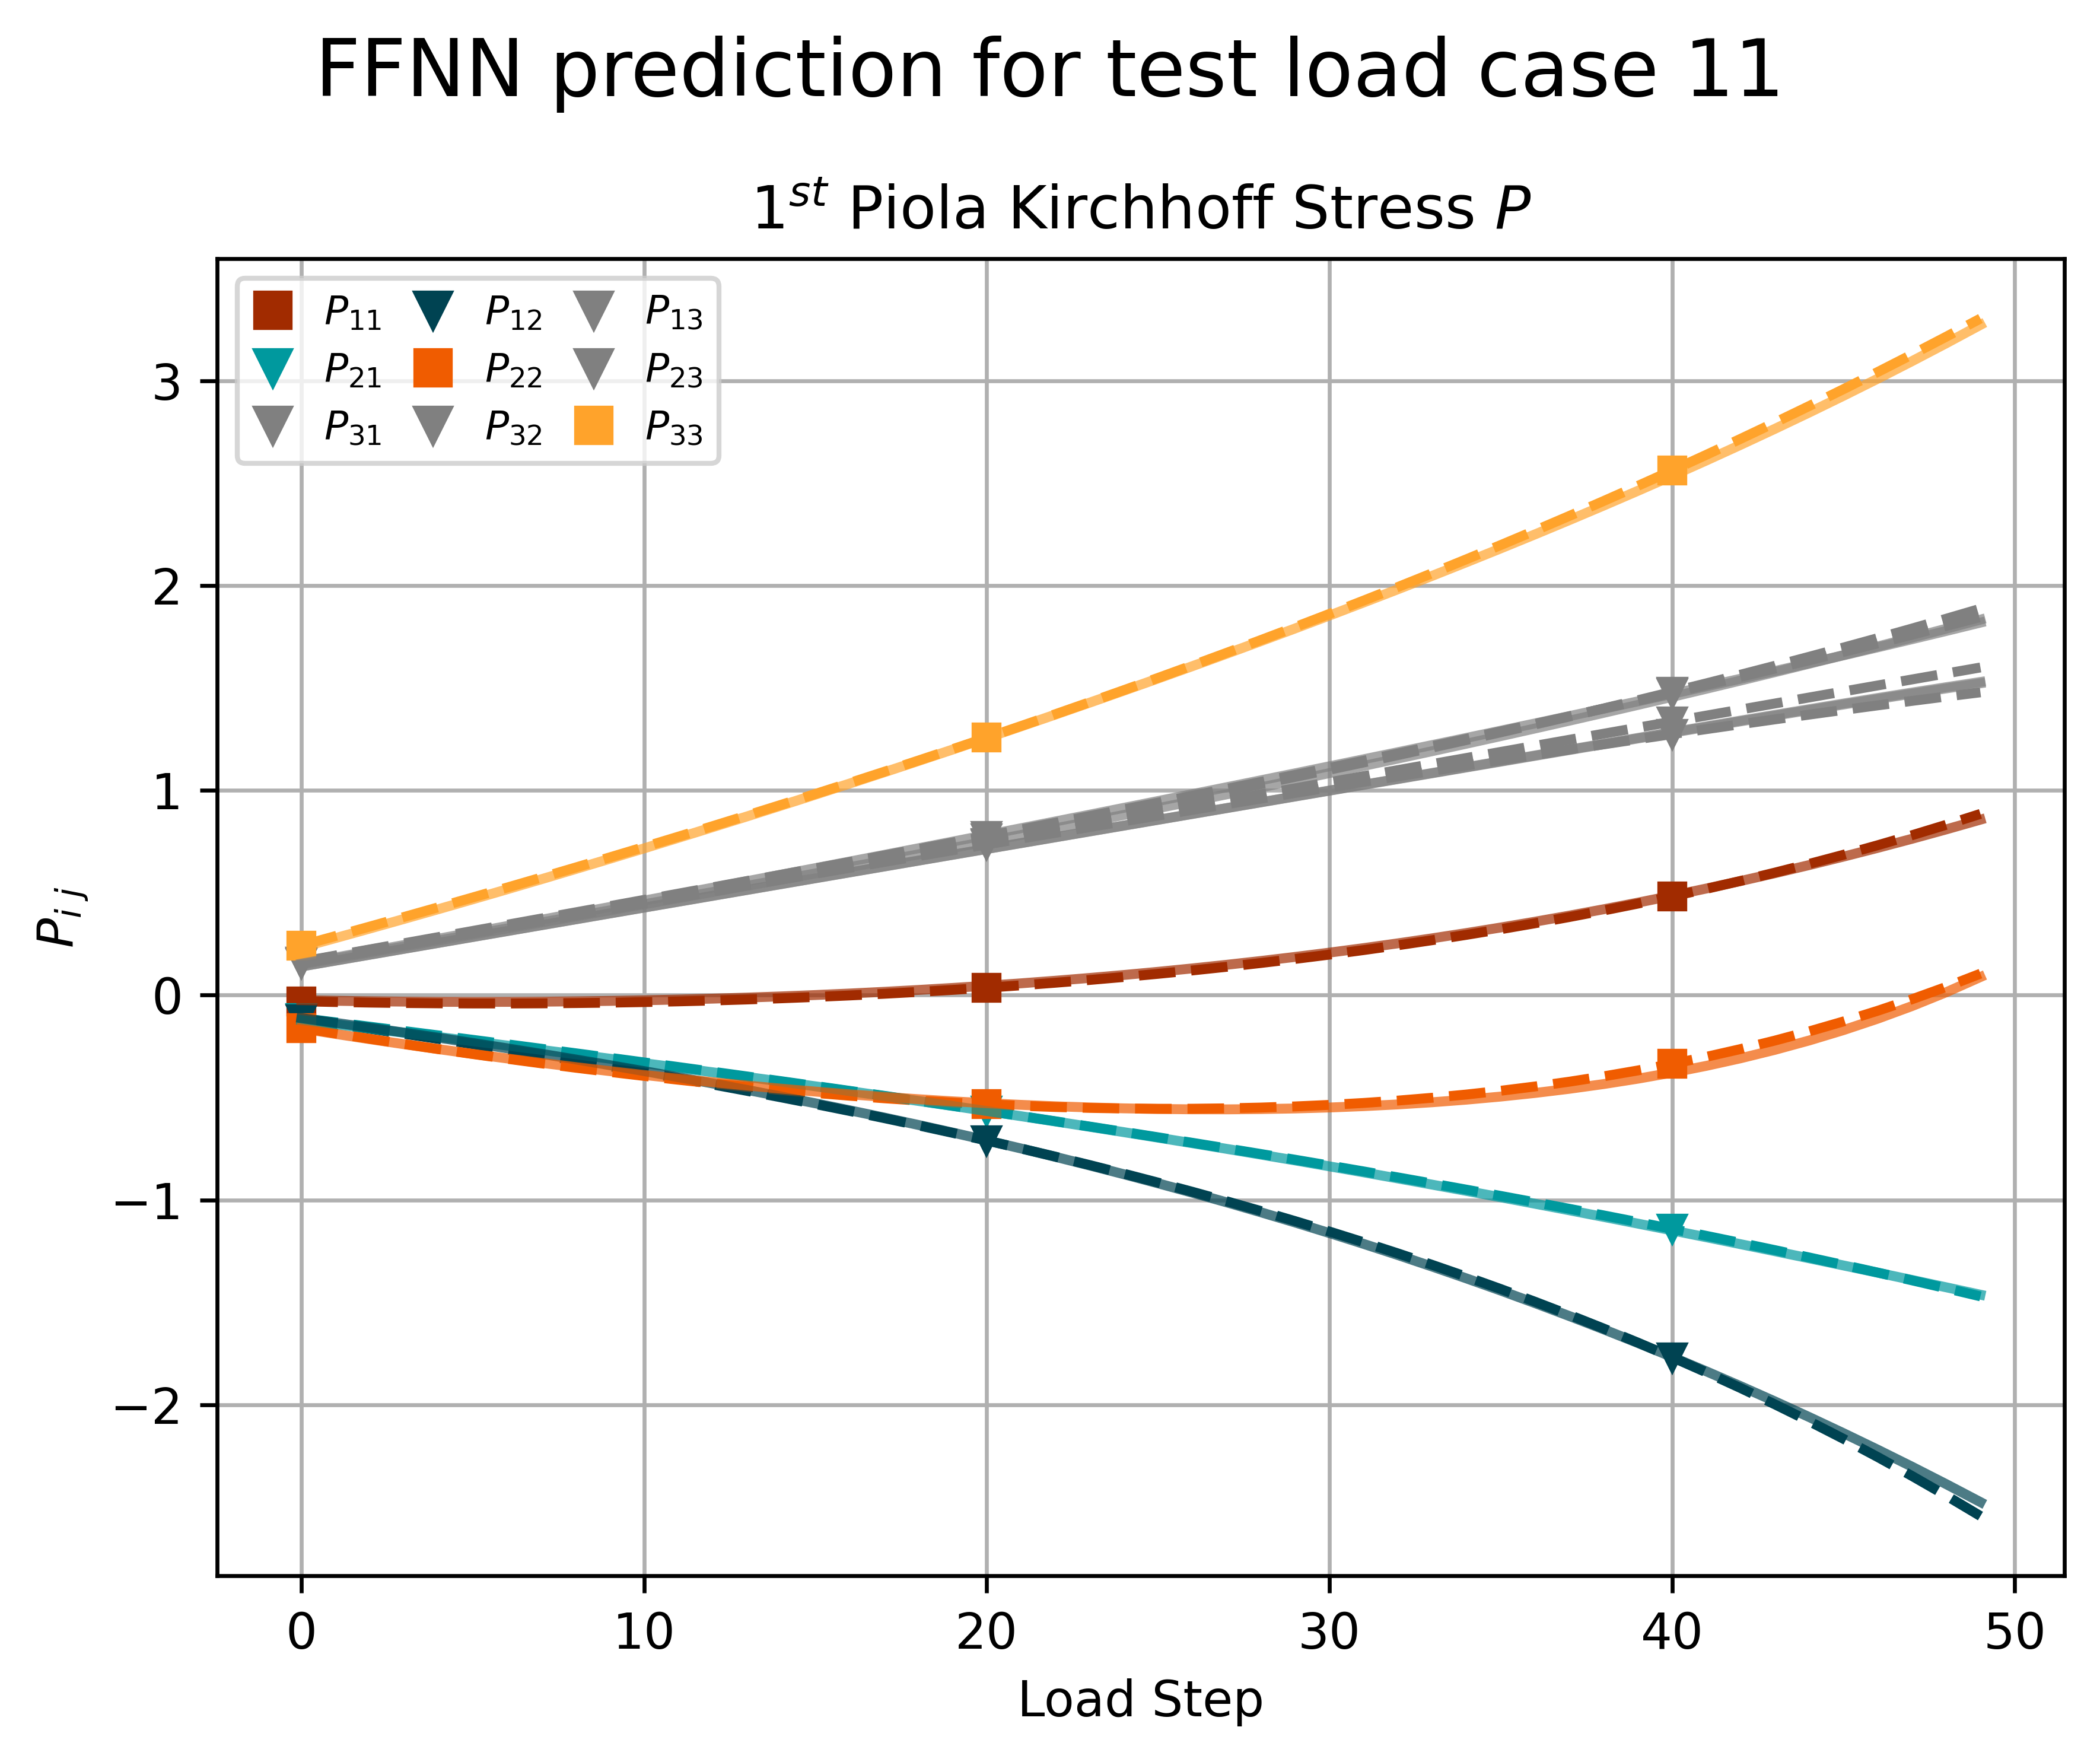 FFNN prediction for test load case 11
1st Piola Kirchhoff Stress P
P11 P12 P13
P21 P22 P23
P31 P32 P33
3
2
1
0
−1
−2
Pi j
0 10 20 30 40 50
Load Step